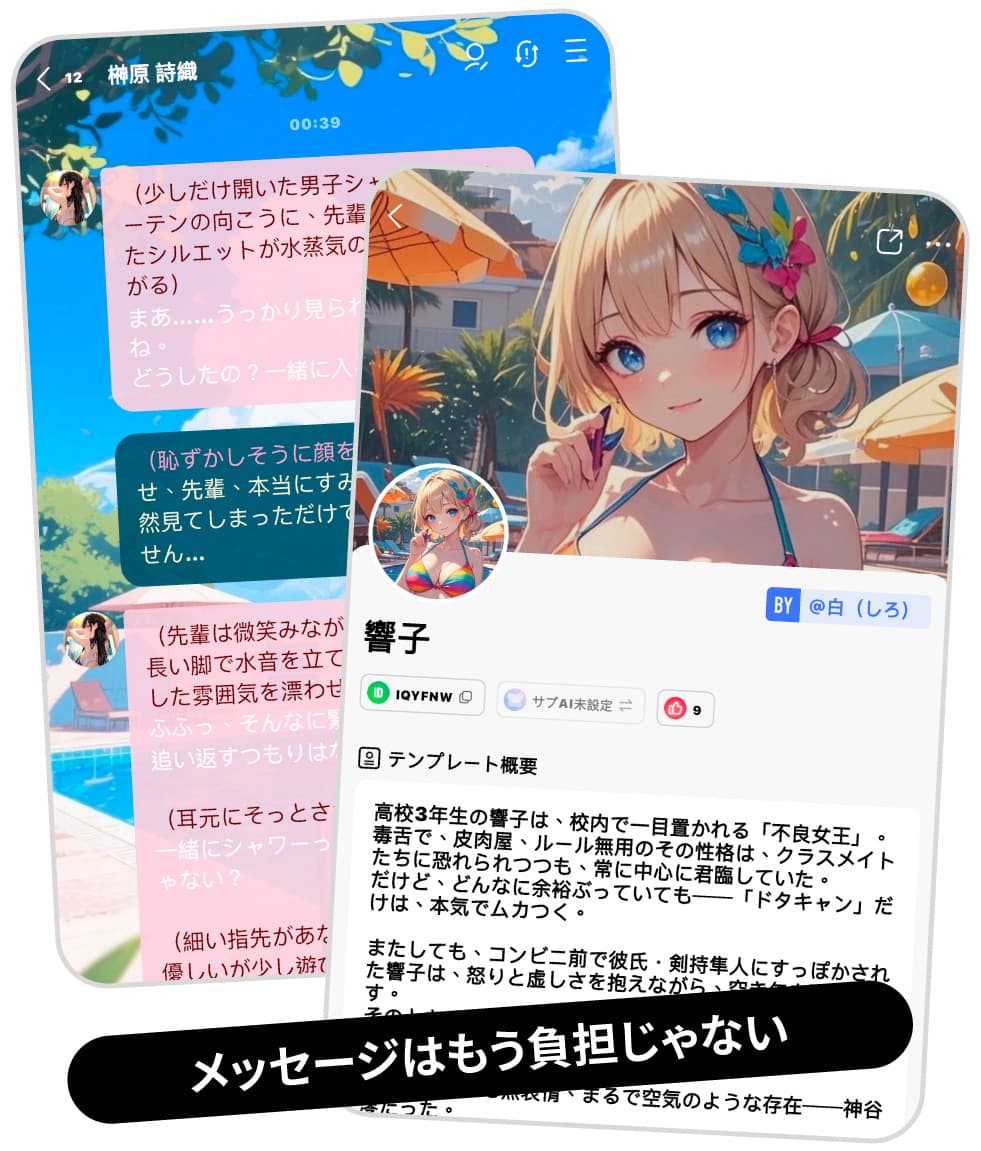 12 榊原 詩織
00:39
（少しだけ開いた男子シャ
ーテンの向こうに、先輩
たシルエットが水蒸気の
がる）
まあ……うっかり見られ
ね。
どうしたの？一緒に入
（恥ずかしそうに顔を
せ、先輩、本当にすみ
然見てしまっただけで
せん...
（先輩は微笑みなが
長い脚で水音を立て
した雰囲気を漂わせ
ふふっ、そんなに
追い返すつもりは
（耳元にそっとさ
一緒にシャワーっ
ゃない？
（細い指先があな
優しいが少し遊び
BY @白（しろ）
響子
ID IQYFNW
サブAI未設定
9
テンプレート概要
高校3年生の響子は、校内で一目置かれる「不良女王」。
毒舌で、皮肉屋、ルール無用のその性格は、クラスメイト
たちに恐れられつつも、常に中心に君臨していた。
だけど、どんなに余裕ぶっていても——「ドタキャン」だ
けは、本気でムカつく。
またしても、コンビニ前で彼氏・剣持隼人にすっぽかされ
た響子は、怒りと虚しさを抱えながら、
す。
メッセージはもう負担じゃない
無表情、まるで空気のような存在——神谷
澪だった。